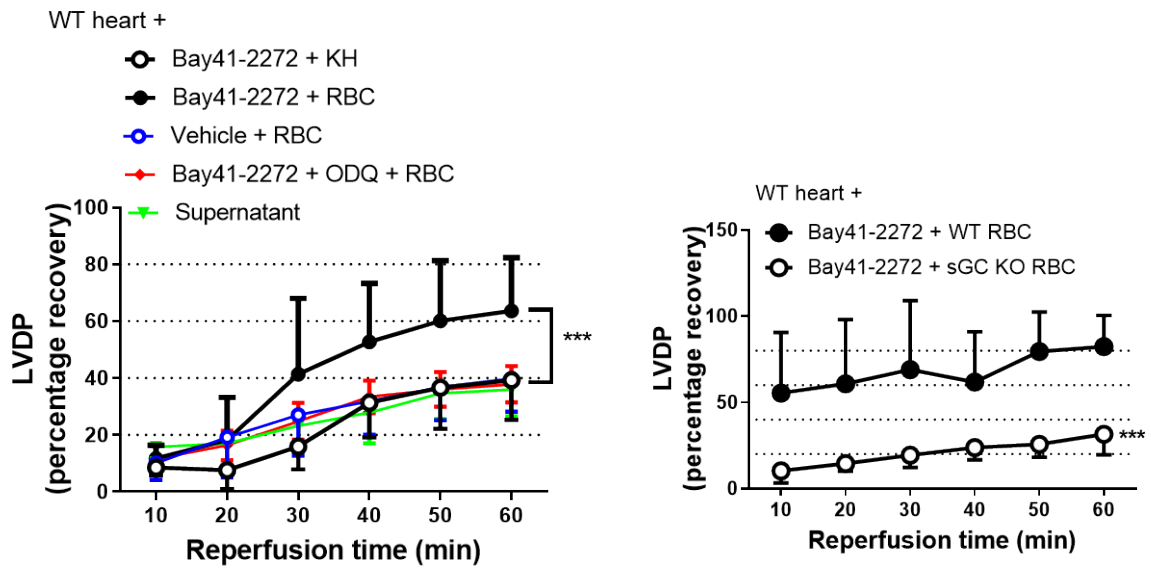 WT heart +
Bay41-2272 + KH
Bay41-2272 + RBC
Vehicle + RBC
Bay41-2272 + ODQ + RBC
Supernatant
LVDP
(percentage recovery)
100
80
60
40
20
0
***
10 20 30 40 50 60
Reperfusion time (min)
WT heart +
Bay41-2272 + WT RBC
Bay41-2272 + sGC KO RBC
LVDP
(percentage recovery)
150
100
50
0
***
10 20 30 40 50 60
Reperfusion time (min)